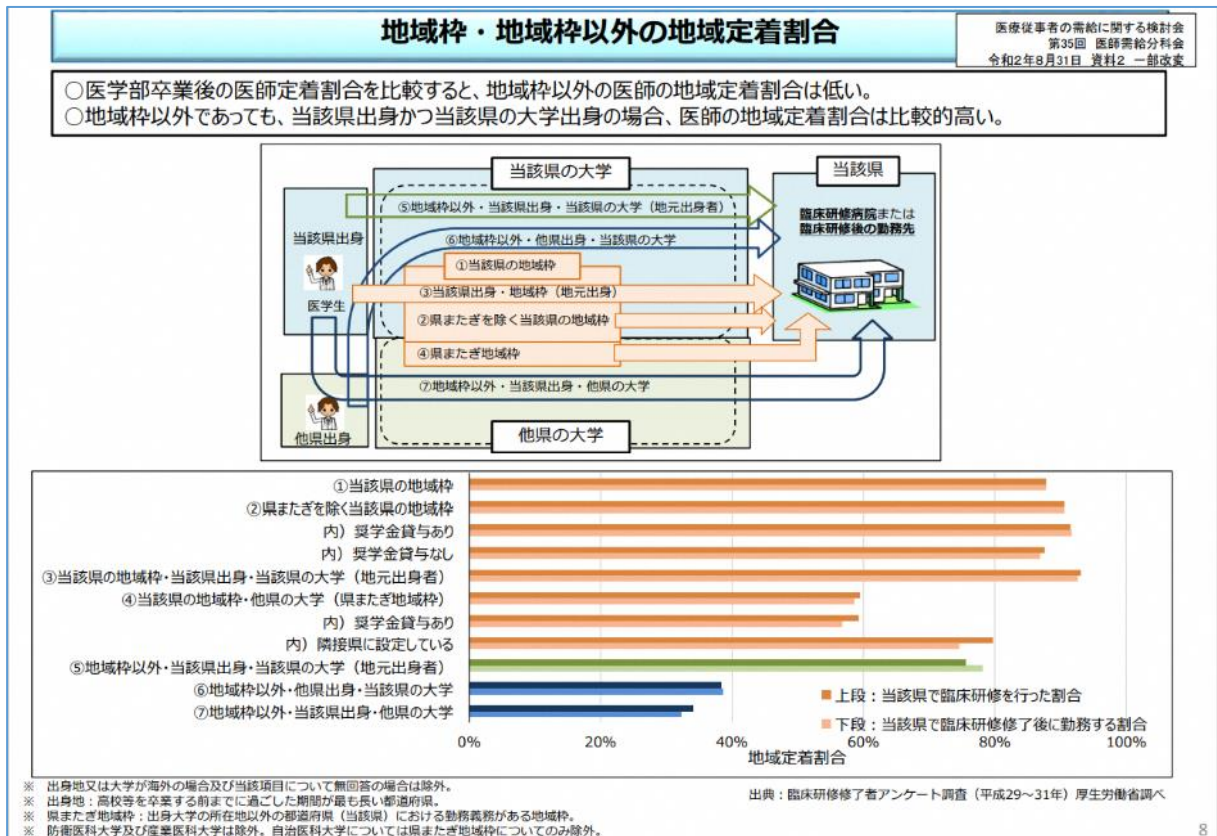 地域枠・地域枠以外の地域定着割合
医療従事者の需給に関する検討会
第35回 医師需給分科会
令和2年8月31日 資料2 一部改変
○医学部卒業後の医師定着割合を比較すると、地域枠以外の医師の地域定着割合は低い。
○地域枠以外であっても、当該県出身かつ当該県の大学出身の場合、医師の地域定着割合は比較的高い。
当該県の大学
当該県
⑤地域枠以外・当該県出身・当該県の大学（地元出身者）
臨床研修病院または
臨床研修後の勤務先
当該県出身
⑥地域枠以外・他県出身・当該県の大学
①当該県の地域枠
医学生
③当該県出身・地域枠（地元出身）
②県またぎを除く当該県の地域枠
④県またぎ地域枠
⑦地域枠以外・当該県出身・他県の大学
他県出身
他県の大学
①当該県の地域枠
②県またぎを除く当該県の地域枠
内）奨学金貸与あり
内）奨学金貸与なし
③当該県の地域枠・当該県出身・当該県の大学（地元出身者）
④当該県の地域枠・他県の大学（県またぎ地域枠）
内）奨学金貸与あり
内）隣接県に設定している
⑤地域枠以外・当該県出身・当該県の大学（地元出身者）
⑥地域枠以外・他県出身・当該県の大学
⑦地域枠以外・当該県出身・他県の大学
上段：当該県で臨床研修を行った割合
下段：当該県で臨床研修修了後に勤務する割合
0% 20% 40% 60% 80% 100%
地域定着割合
※ 出身地又は大学が海外の場合及び当該項目について無回答の場合は除外。
※ 出身地：高校等を卒業する前までに過ごした期間が最も長い都道府県。
※ 県またぎ地域枠：出身大学の所在地以外の都道府県（当該県）における勤務義務がある地域枠。
※ 防衛医科大学及び産業医科大学は除外。自治医科大学については県またぎ地域枠についてのみ除外。
出典：臨床研修修了者アンケート調査（平成29～31年）厚生労働省調べ
8